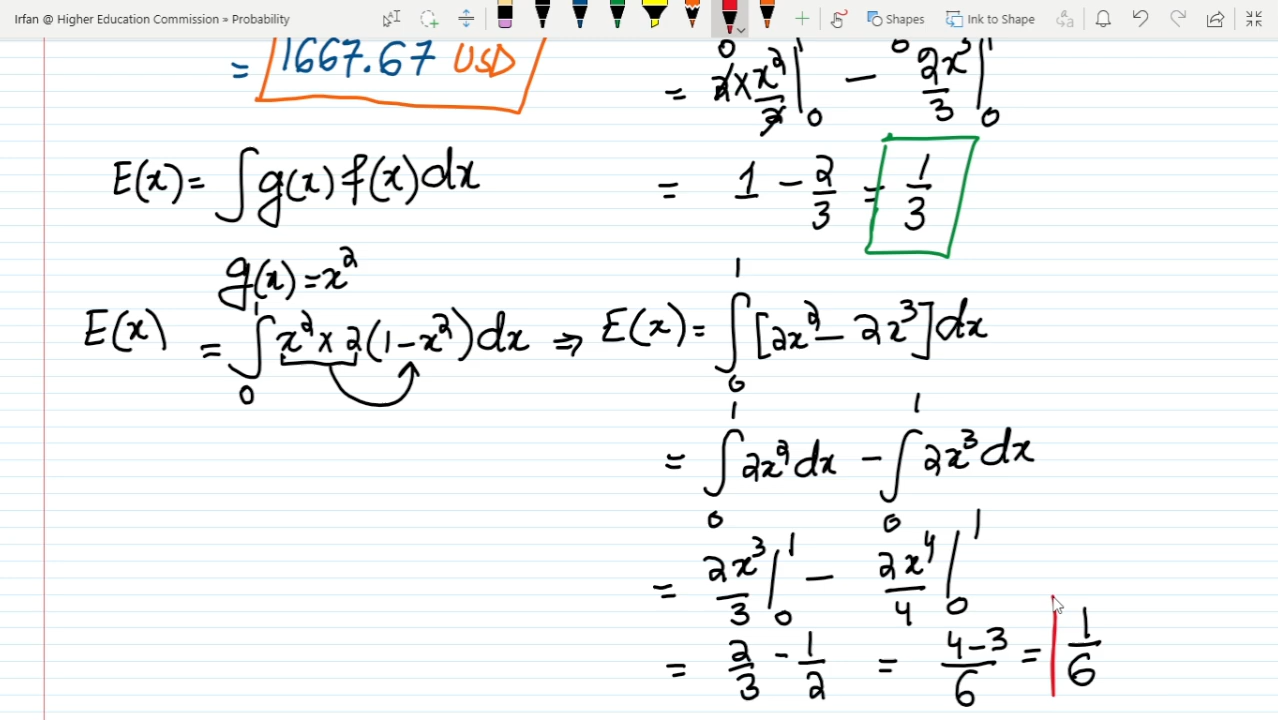 Irfan @ Higher Education Commission » Probability
Shapes
Ink to Shape
= 1667.67 USD
E(x) = ∫ g(x) f(x) dx
g(x) = x²
E(x) = ∫₀¹ x² × 2(1 - x²) dx ⇒ E(x) = ∫₀¹ [2x² - 2x³] dx
= 2 × x²/2 |₀¹ - 2x³/3 |₀¹
= 1 - 2/3 = 1/3
= ∫₀¹ 2x² dx - ∫₀¹ 2x³ dx
= 2x³/3 |₀¹ - 2x⁴/4 |₀¹
= 2/3 - 1/2 = (4-3)/6 = 1/6